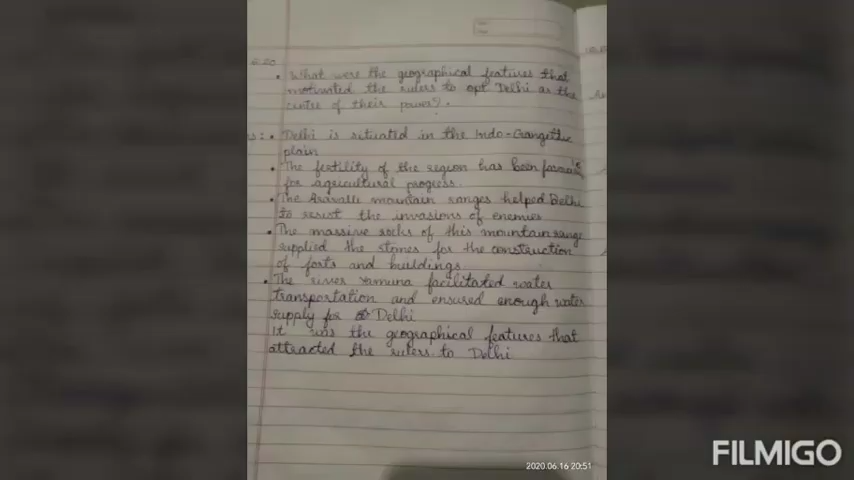 • What were the geographical features that
motivated the rulers to opt Delhi as the
centre of their power?.
• Delhi is situated in the Indo-Gangethic
plain
• The fertility of the region has been
for agricultural progress.
• The Aravalli mountain ranges helped Delhi
to resist the invasions of enemies
• The massive rocks of this mountain range
supplied the stones for the construction
of forts and buildings
• The river Yamuna facilitated water
transportation and ensured enough water
supply for Delhi
It was the geographical features that
attracted the rulers to Delhi
2020.06.16 20:51
FILMIGO